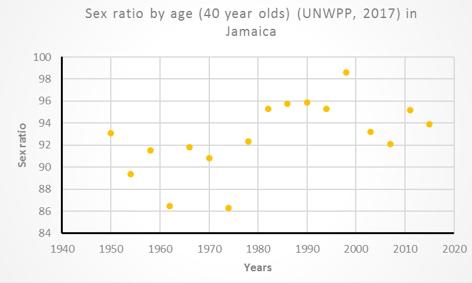 Sex ratio by age (40 year olds) (UNWPP, 2017) in
Jamaica
100
98
96
94
92
90
88
86
84
Sex ratio
1940 1950 1960 1970 1980 1990 2000 2010 2020
Years